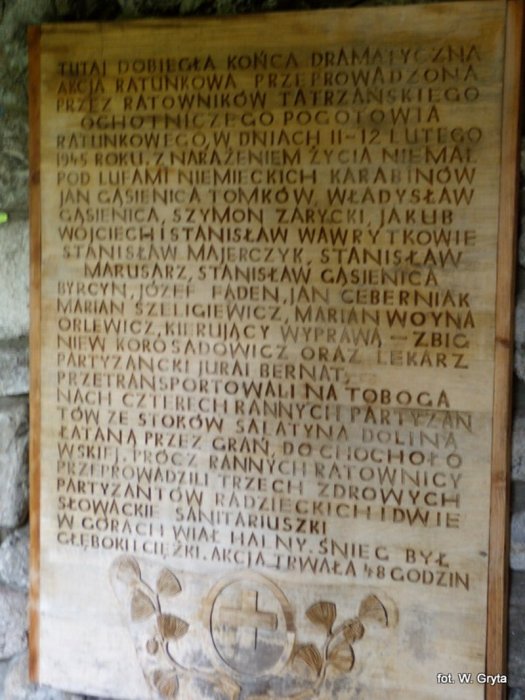 TUTAJ DOBIEGŁA KOŃCA DRAMATYCZNA
AKCJA RATUNKOWA PRZEPROWADZONA
PRZEZ RATOWNIKÓW TATRZAŃSKIEGO
OCHOTNICZEGO POGOTOWIA
RATUNKOWEGO, W DNIACH 11-12 LUTEGO
1945 ROKU. Z NARAŻENIEM ŻYCIA NIEMAL
POD LUFAMI NIEMIECKICH KARABINÓW
JAN GĄSIENICA TOMKÓW, WŁADYSŁAW
GĄSIENICA, SZYMON ZARYCKI, JAKUB
WOJCIECH I STANISŁAW WAWRYTKOWIE
STANISŁAW MAJERCZYK, STANISŁAW
MARUSARZ, STANISŁAW GĄSIENICA
BYRCYN, JÓZEF FADEN, JAN CEBERNIAK
MARIAN SZELIGIEWICZ, MARIAN WOYNA
ORLEWICZ, KIERUJĄCY WYPRAWĄ - ZBIG
NIEW KOROSADOWICZ ORAZ LEKARZ
PARTYZANCKI JURAJ BERNAT,
PRZETRANSPORTOWALI NA TOBOGA
NACH CZTERECH RANNYCH PARTYZAN
TÓW ZE STOKÓW SALATYNA DOLINĄ
ŁATANĄ PRZEZ GRAŃ, DO CHOCHOŁO
WSKIEJ. PRÓCZ RANNYCH RATOWNICY
PRZEPROWADZILI TRZECH ZDROWYCH
PARTYZANTÓW RADZIECKICH I DWIE
SŁOWACKIE SANITARIUSZKI
W GÓRACH WIAŁ HALNY. ŚNIEG BYŁ
GŁĘBOKI I CIĘŻKI. AKCJA TRWAŁA 48 GODZIN
fot. W. Gryta